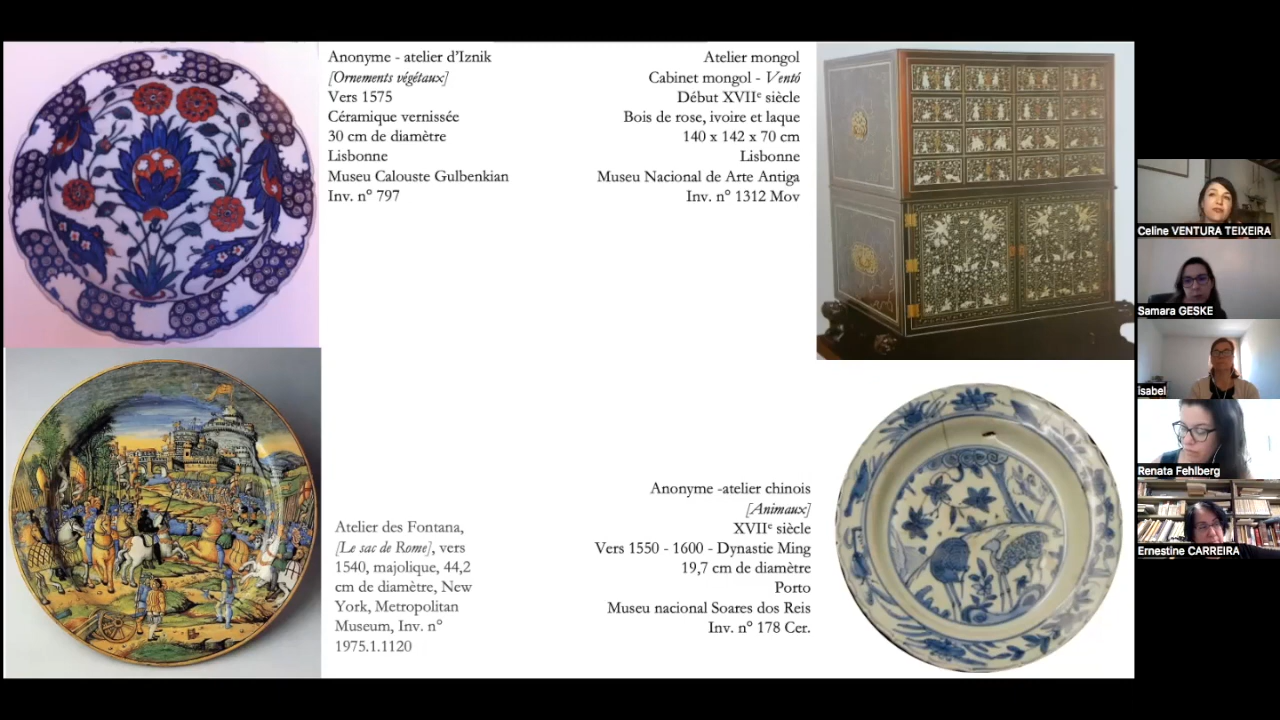 Anonyme - atelier d'Iznik
[Ornements végétaux]
Vers 1575
Céramique vernissée
30 cm de diamètre
Lisbonne
Museu Calouste Gulbenkian
Inv. nº 797
Atelier mongol
Cabinet mongol - Ventó
Début XVIIᵉ siècle
Bois de rose, ivoire et laque
140 x 142 x 70 cm
Lisbonne
Museu Nacional de Arte Antiga
Inv. nº 1312 Mov
Atelier des Fontana,
[Le sac de Rome], vers
1540, majolique, 44,2
cm de diamètre, New
York, Metropolitan
Museum, Inv. nº
1975.1.1120
Anonyme -atelier chinois
[Animaux]
XVIIᵉ siècle
Vers 1550 - 1600 - Dynastie Ming
19,7 cm de diamètre
Porto
Museu nacional Soares dos Reis
Inv. nº 178 Cer.
Celine VENTURA TEIXEIRA
Samara GESKE
isabel
Renata Fehlberg
Ernestine CARREIRA